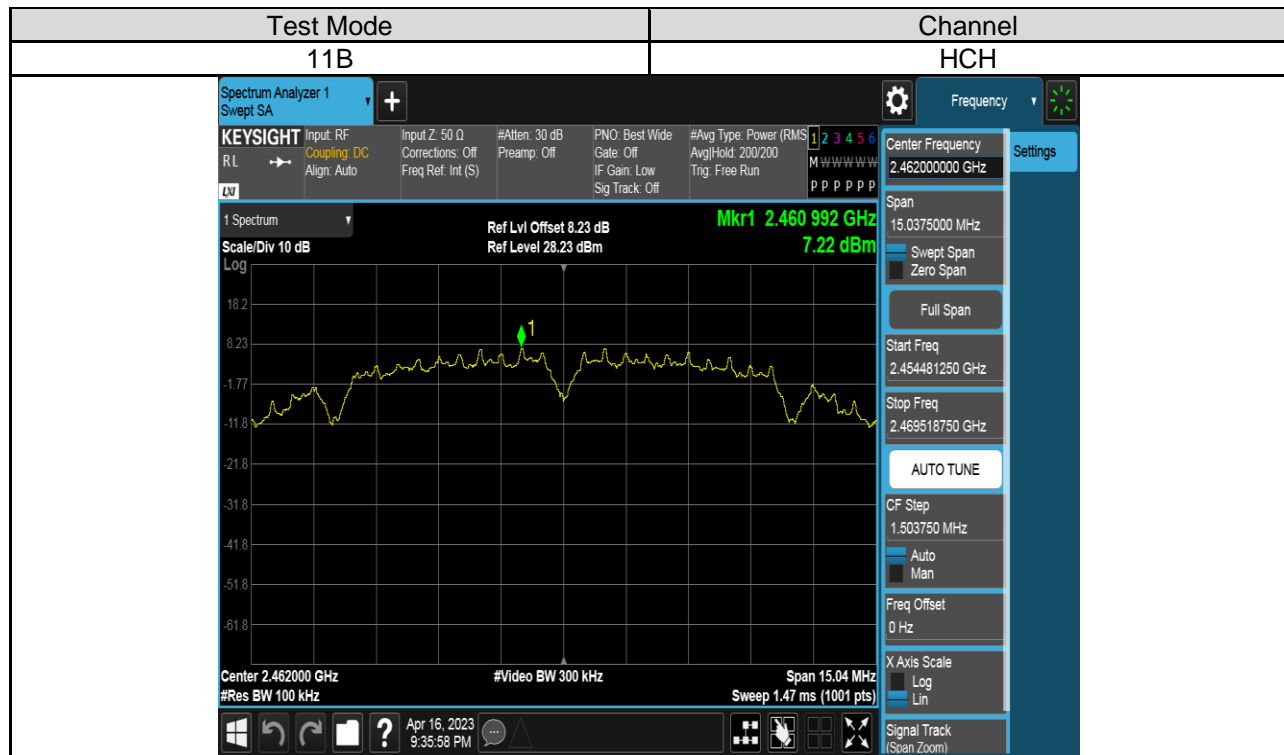 Test Mode
Channel
11B
HCH
Spectrum Analyzer 1
Swept SA
Frequency
KEYSIGHT
Input: RF
Coupling: DC
Align: Auto
Input Z: 50 Ω
Corrections: Off
Freq Ref: Int (S)
#Atten: 30 dB
Preamp: Off
PNO: Best Wide
Gate: Off
IF Gain: Low
Sig Track: Off
#Avg Type: Power (RMS
Avg|Hold: 200/200
Trig: Free Run
1 2 3 4 5 6
M W W W W W
P P P P P P
R L
LXI
1 Spectrum
Scale/Div 10 dB
Ref Lvl Offset 8.23 dB
Ref Level 28.23 dBm
Mkr1 2.460 992 GHz
7.22 dBm
Log
18.2
8.23
-1.77
-11.8
-21.8
-31.8
-41.8
-51.8
-61.8
1
Center 2.462000 GHz
#Res BW 100 kHz
#Video BW 300 kHz
Span 15.04 MHz
Sweep 1.47 ms (1001 pts)
Center Frequency
2.462000000 GHz
Settings
Span
15.0375000 MHz
Swept Span
Zero Span
Full Span
Start Freq
2.454481250 GHz
Stop Freq
2.469518750 GHz
AUTO TUNE
CF Step
1.503750 MHz
Auto
Man
Freq Offset
0 Hz
X Axis Scale
Log
Lin
Signal Track
(Span Zoom)
?
Apr 16, 2023
9:35:58 PM